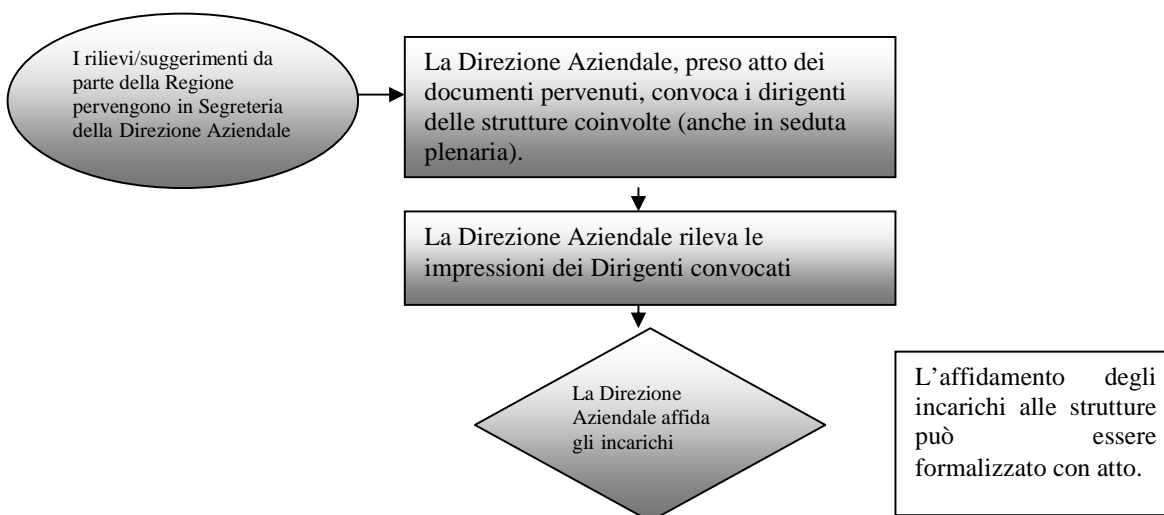 I rilievi/suggerimenti da
parte della Regione
pervengono in Segreteria
della Direzione Aziendale
La Direzione Aziendale, preso atto dei
documenti pervenuti, convoca i dirigenti
delle strutture coinvolte (anche in seduta
plenaria).
La Direzione Aziendale rileva le
impressioni dei Dirigenti convocati
La Direzione
Aziendale affida
gli incarichi
L’affidamento degli
incarichi alle strutture
può essere
formalizzato con atto.